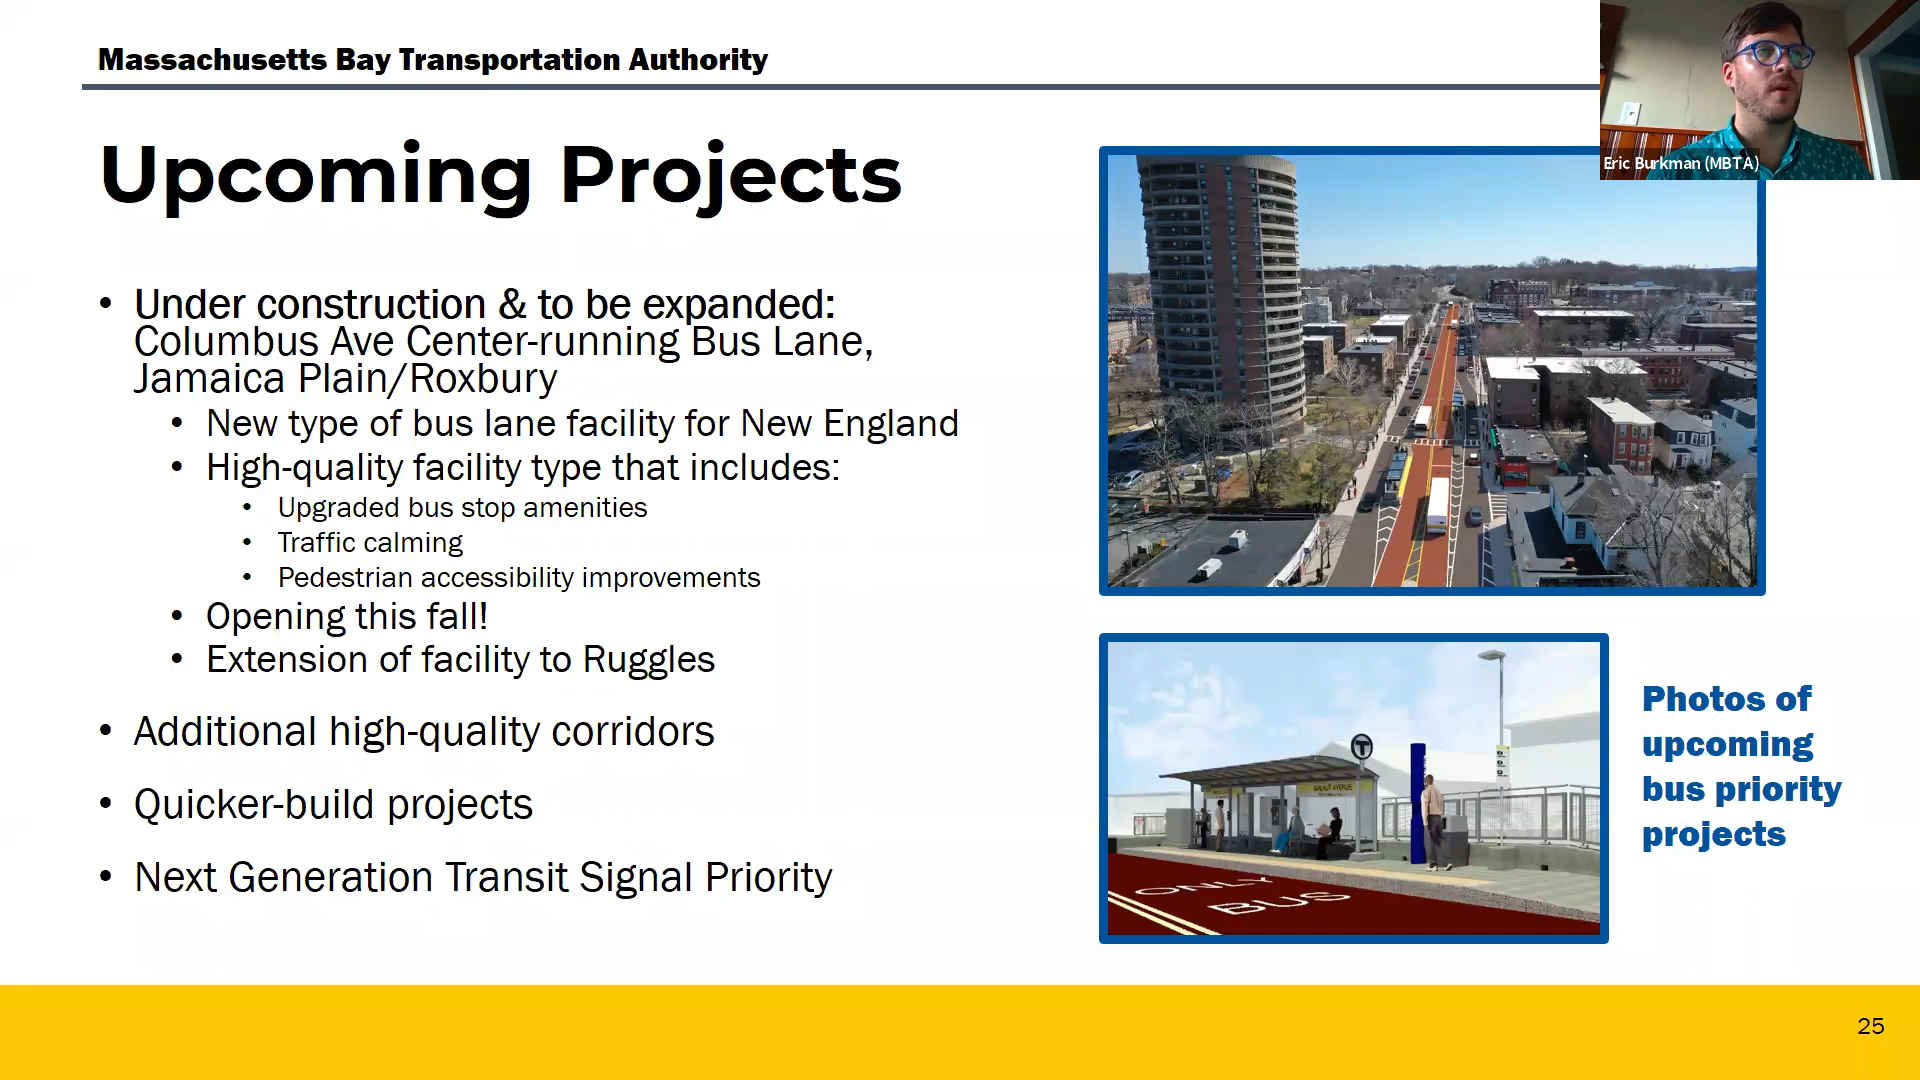 Massachusetts Bay Transportation Authority
Eric Burkman (MBTA)
Upcoming Projects
• Under construction & to be expanded:
Columbus Ave Center-running Bus Lane,
Jamaica Plain/Roxbury
• New type of bus lane facility for New England
• High-quality facility type that includes:
• Upgraded bus stop amenities
• Traffic calming
• Pedestrian accessibility improvements
• Opening this fall!
• Extension of facility to Ruggles
• Additional high-quality corridors
• Quicker-build projects
• Next Generation Transit Signal Priority
T
WALNUT AVENUE
ONLY
BUS
Photos of
upcoming
bus priority
projects
25